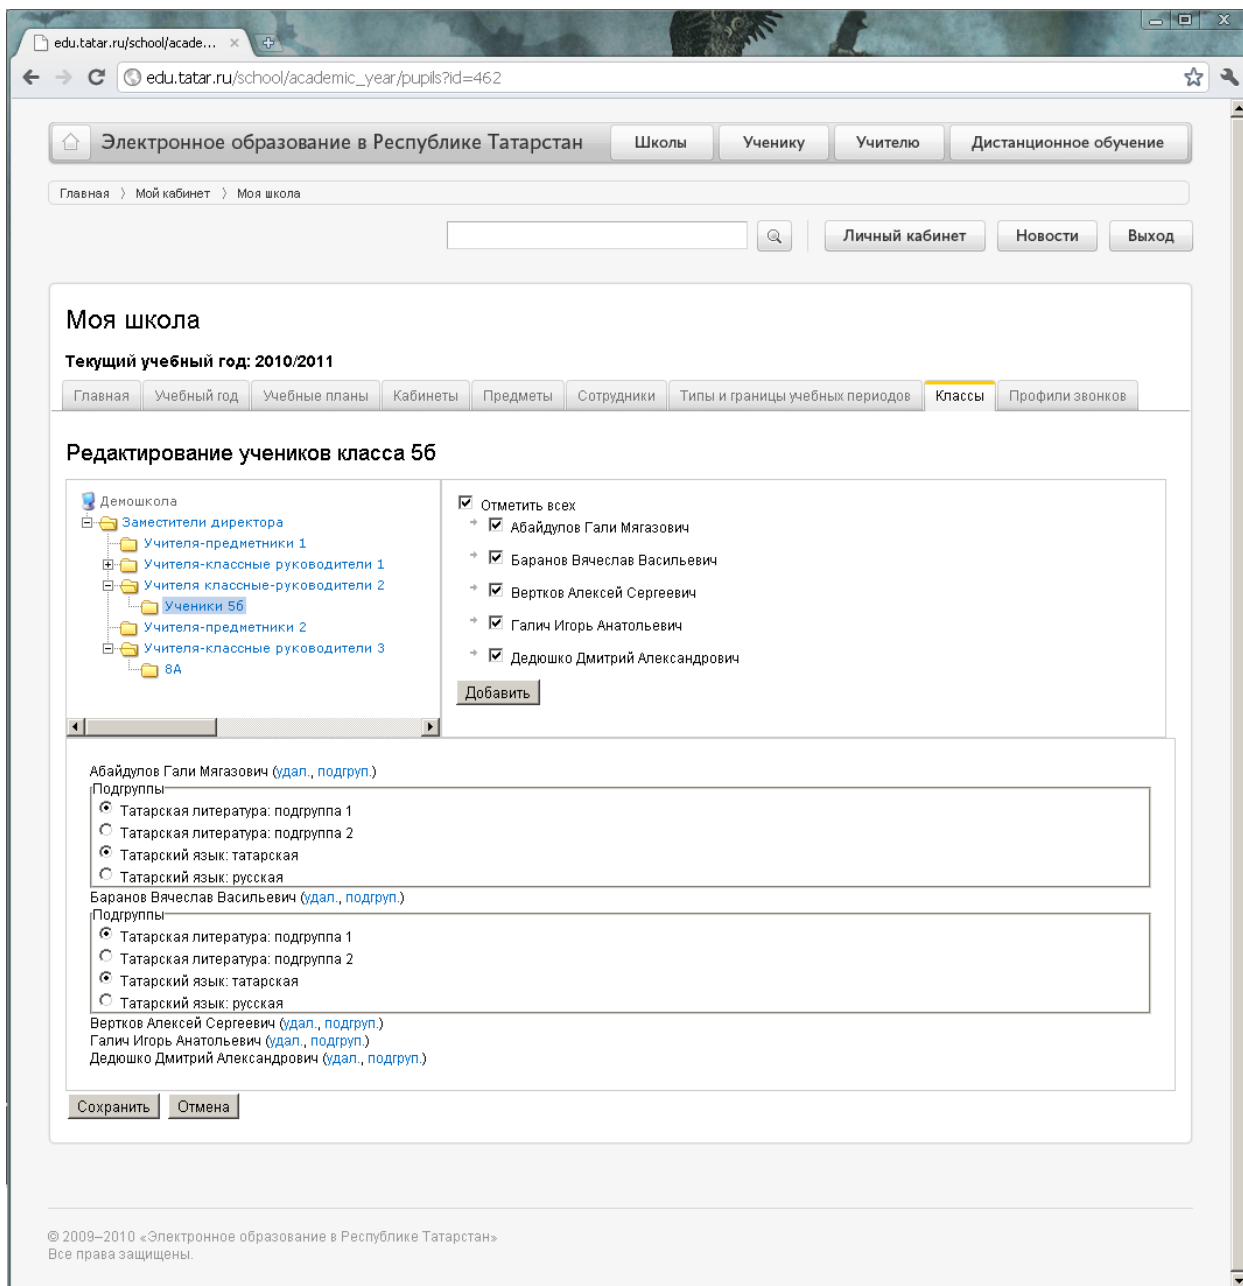 edu.tatar.ru/school/acade...
edu.tatar.ru/school/academic_year/pupils?id=462
Электронное образование в Республике Татарстан
Школы
Ученику
Учителю
Дистанционное обучение
Главная 〉 Мой кабинет 〉 Моя школа
Личный кабинет
Новости
Выход
Моя школа
Текущий учебный год: 2010/2011
Главная
Учебный год
Учебные планы
Кабинеты
Предметы
Сотрудники
Типы и границы учебных периодов
Классы
Профили звонков
Редактирование учеников класса 5б
Демошкола
Заместители директора
Учителя-предметники 1
Учителя-классные руководители 1
Учителя классные-руководители 2
Ученики 5б
Учителя-предметники 2
Учителя-классные руководители 3
8А
Отметить всех
Абайдулов Гали Мягазович
Баранов Вячеслав Васильевич
Вертков Алексей Сергеевич
Галич Игорь Анатольевич
Дедюшко Дмитрий Александрович
Добавить
Абайдулов Гали Мягазович (удал., подгруп.)
Подгруппы
Татарская литература: подгруппа 1
Татарская литература: подгруппа 2
Татарский язык: татарская
Татарский язык: русская
Баранов Вячеслав Васильевич (удал., подгруп.)
Подгруппы
Татарская литература: подгруппа 1
Татарская литература: подгруппа 2
Татарский язык: татарская
Татарский язык: русская
Вертков Алексей Сергеевич (удал., подгруп.)
Галич Игорь Анатольевич (удал., подгруп.)
Дедюшко Дмитрий Александрович (удал., подгруп.)
Сохранить
Отмена
© 2009–2010 «Электронное образование в Республике Татарстан»
Все права защищены.